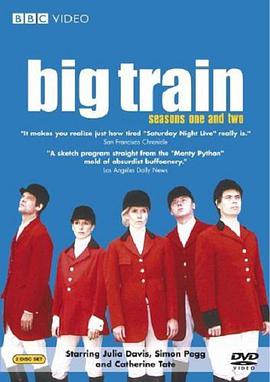 BBC VIDEO
big train
seasons one and two
"It makes you realize just how tired "Saturday Night Live" really is."
San Francisco Chronicle
"A sketch program straight from the "Monty Python"
mold of absurdist buffoonery."
Los Angeles Daily News
2 DISC SET
Starring Julia Davis, Simon Pegg
and Catherine Tate
DVD
VIDEO